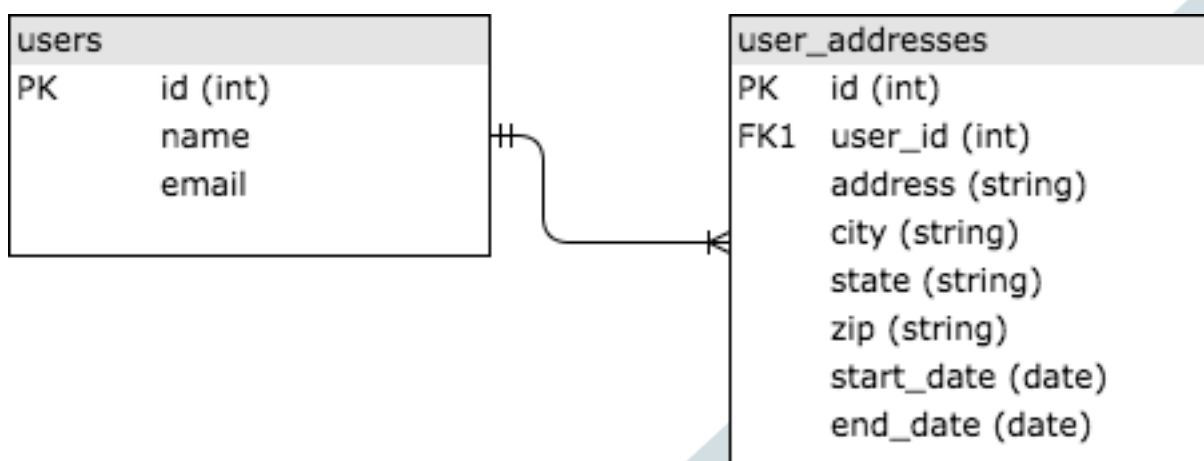 users
PK id (int)
name
email
user_addresses
PK id (int)
FK1 user_id (int)
address (string)
city (string)
state (string)
zip (string)
start_date (date)
end_date (date)